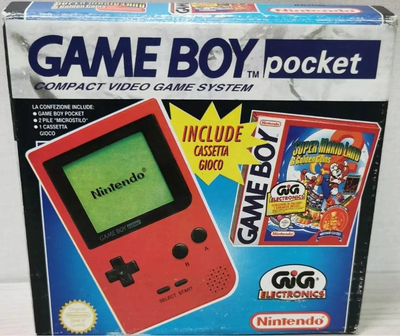 GAME BOY™ pocket
COMPACT VIDEO GAME SYSTEM
LA CONFEZIONE INCLUDE:
● GAME BOY POCKET
● 2 PILE "MICROSTILO"
● 1 CASSETTA
GIOCO
INCLUDE
CASSETTA
GIOCO
Nintendo®
GAME BOY pocket
B
A
SELECT START
GAME BOY
SUPER MARIO LAND 2
6 Golden Coins
GiG
ELECTRONICS
Nintendo
GiG
ELECTRONICS
Nintendo